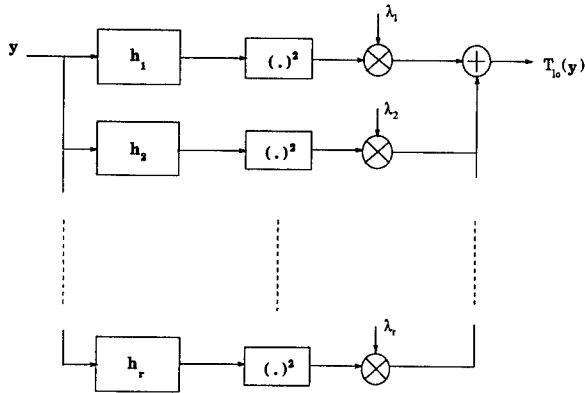 λ₁
y h₁ (.)² T_lo(y)
λ₂
h₂ (.)²
λ_r
h_r (.)²